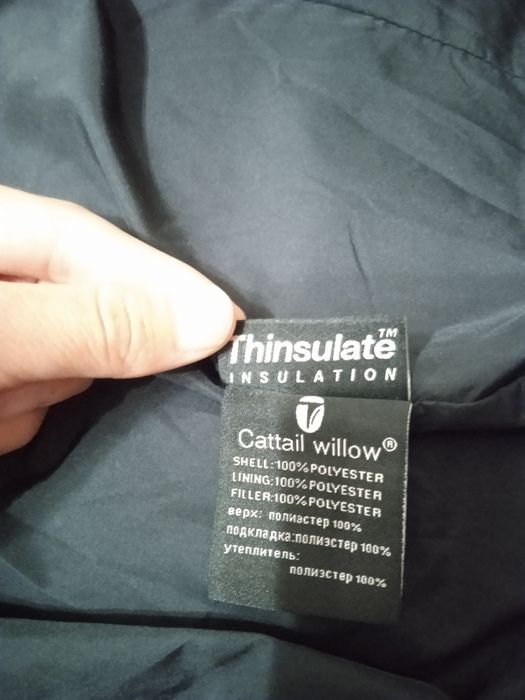 Thinsulate™
INSULATION
Cattail willow®
SHELL:100%POLYESTER
LINING:100%POLYESTER
FILLER:100%POLYESTER
верх: полиэстер 100%
подкладка:полиэстер 100%
утеплитель:
полиэстер 100%